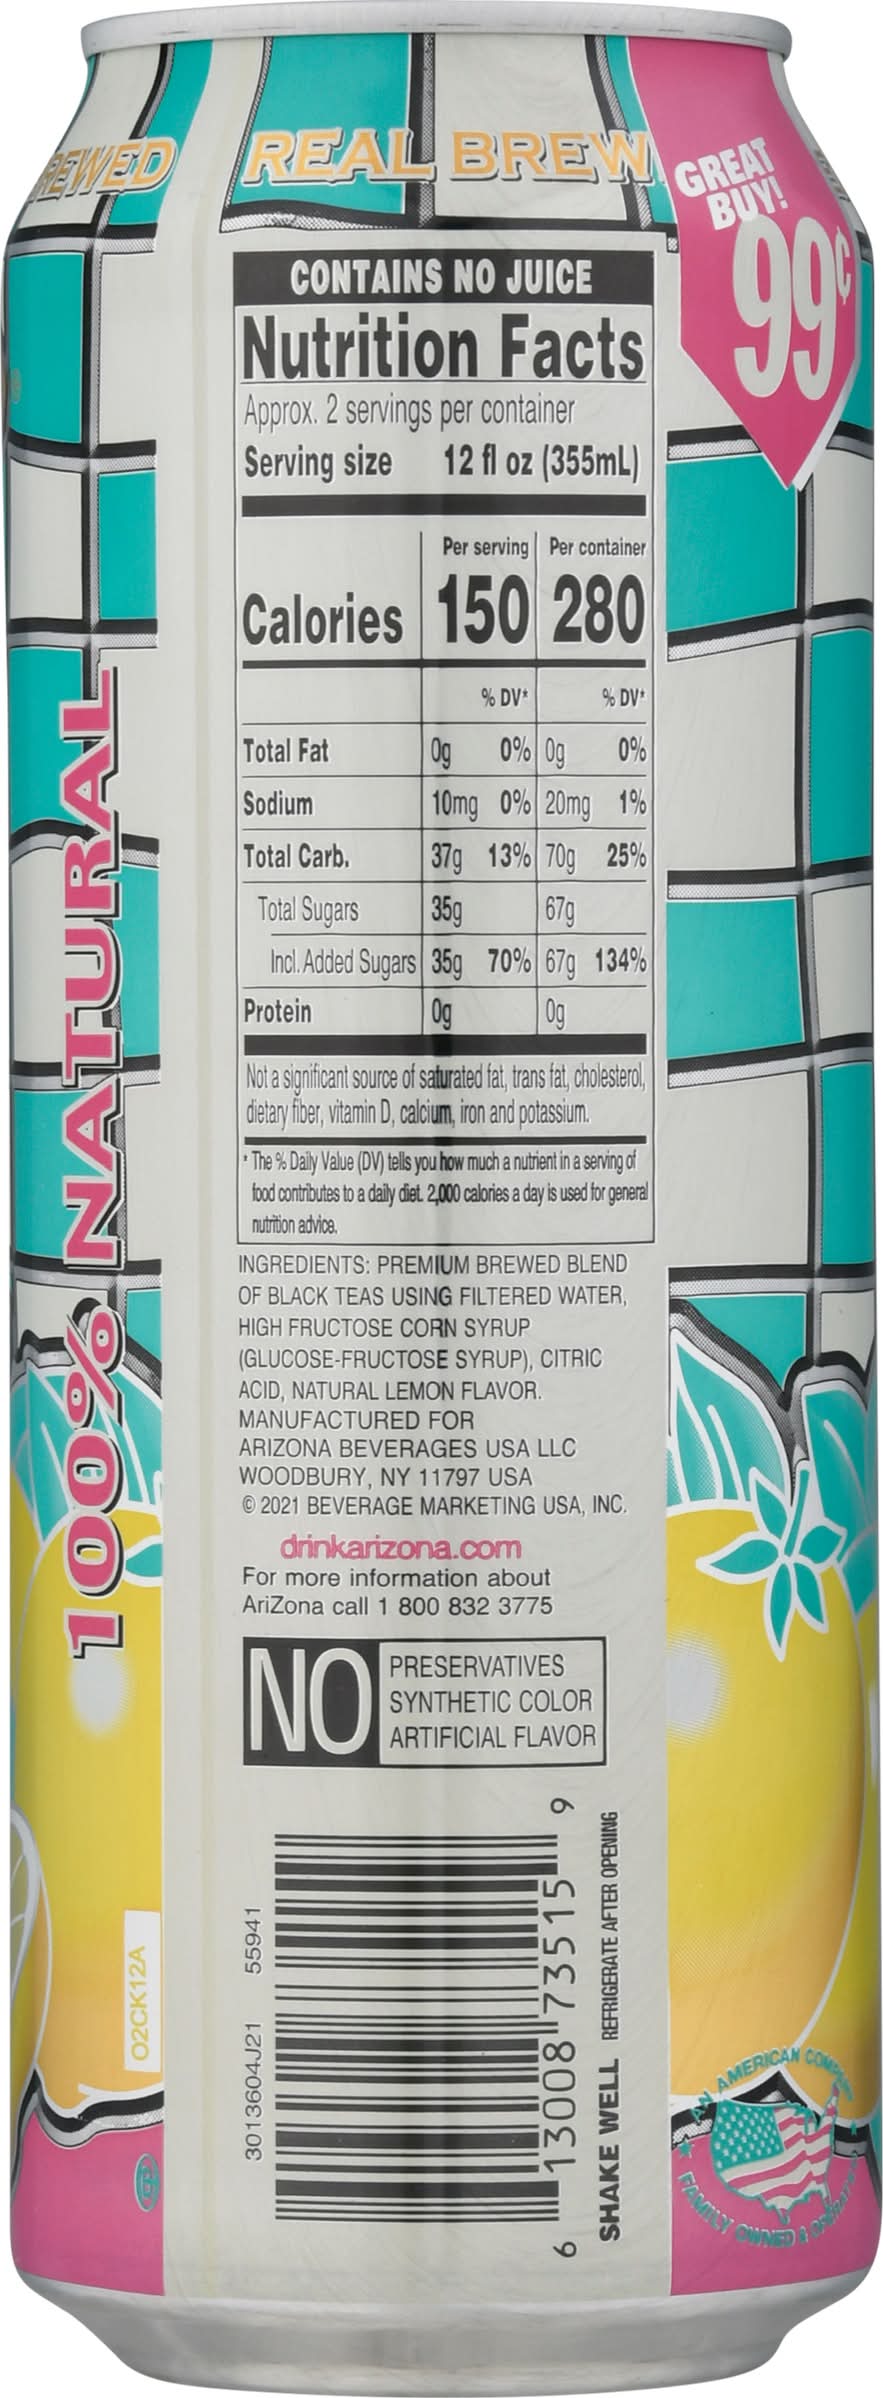 REAL BREW
EWED
GREAT
BUY!
99¢
CONTAINS NO JUICE
Nutrition Facts
Approx. 2 servings per container
Serving size 12 fl oz (355mL)
Per serving Per container
Calories 150 280
% DV* % DV*
Total Fat 0g 0% 0g 0%
Sodium 10mg 0% 20mg 1%
Total Carb. 37g 13% 70g 25%
Total Sugars 35g 67g
Incl. Added Sugars 35g 70% 67g 134%
Protein 0g 0g
Not a significant source of saturated fat, trans fat, cholesterol,
dietary fiber, vitamin D, calcium, iron and potassium.
* The % Daily Value (DV) tells you how much a nutrient in a serving of
food contributes to a daily diet. 2,000 calories a day is used for general
nutrition advice.
INGREDIENTS: PREMIUM BREWED BLEND
OF BLACK TEAS USING FILTERED WATER,
HIGH FRUCTOSE CORN SYRUP
(GLUCOSE-FRUCTOSE SYRUP), CITRIC
ACID, NATURAL LEMON FLAVOR.
MANUFACTURED FOR
ARIZONA BEVERAGES USA LLC
WOODBURY, NY 11797 USA
© 2021 BEVERAGE MARKETING USA, INC.
drinkarizona.com
For more information about
AriZona call 1 800 832 3775
NO
PRESERVATIVES
SYNTHETIC COLOR
ARTIFICIAL FLAVOR
100% NATURAL
02CK12A
3013604J21 55941
6 13008 73515 9
SHAKE WELL REFRIGERATE AFTER OPENING
AN AMERICAN COMP
FAMILY OWNED &